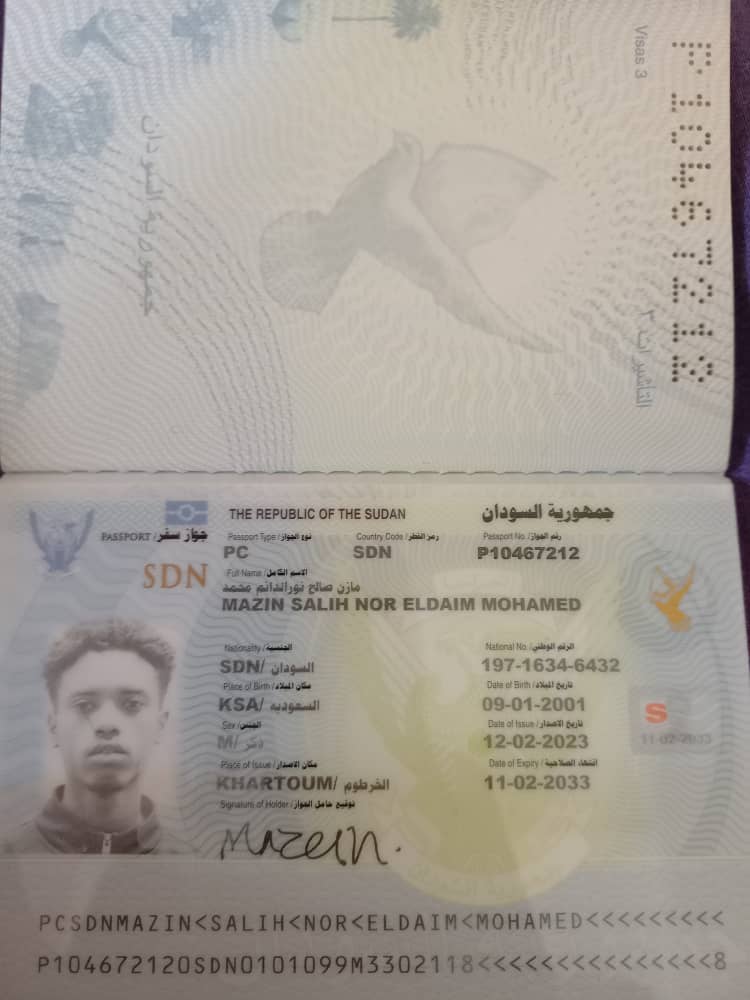 Visas 3
التأشيرات ٣
P10467212
جمهورية السودان
THE REPUBLIC OF THE SUDAN جمهورية السودان
PASSPORT / جواز سفر
SDN
Passport Type / نوع الجواز Country Code / رمز القطر Passport No. / رقم الجواز
PC SDN P10467212
Full Name / الاسم الكامل
مازن صالح نورالدائم محمد
MAZIN SALIH NOR ELDAIM MOHAMED
Nationality / الجنسية National No. / الرقم الوطني
SDN/ السودان 197-1634-6432
Place of Birth / مكان الميلاد Date of Birth / تاريخ الميلاد
KSA/ السعوديه 09-01-2001
Sex / الجنس Date of Issue / تاريخ الاصدار
M/ ذكر 12-02-2023
Place of Issue / مكان الاصدار Date of Expiry / انتهاء الصلاحية
KHARTOUM/ الخرطوم 11-02-2033
S
11-02-2033
Signature of Holder / توقيع حامل الجواز
Mazein.
PCSDNMAZIN<SALIH<NOR<ELDAIM<MOHAMED<<<<<<<<<
P104672120SDN0101099M3302118<<<<<<<<<<<<<<<8